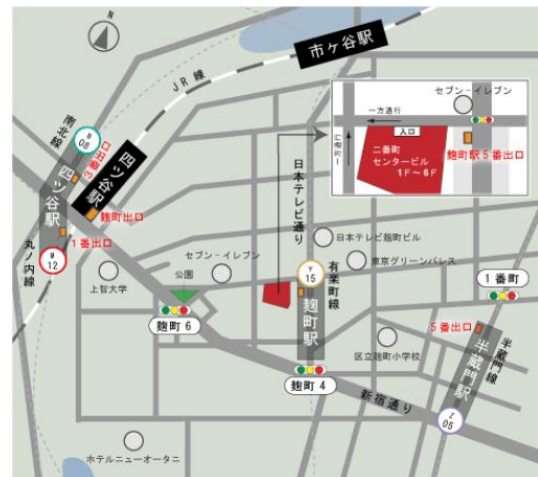 N
市ヶ谷駅
JR線
セブン-イレブン
一方通行
入口
一方通行
二番町
センタービル
1F〜6F
麹町駅5番出口
南北線
N
08
3番出口
四ツ谷駅
四ツ谷駅
麹町出口
1番出口
丸ノ内線
M
12
日本テレビ通り
日本テレビ麹町ビル
セブン-イレブン
東京グリーンパレス
上智大学
公園
Y
15
有楽町線
1番町
麹町6
麹町駅
5番出口
半蔵門線
区立麹町小学校
半蔵門駅
麹町4
新宿通り
Z
05
ホテルニューオータニ